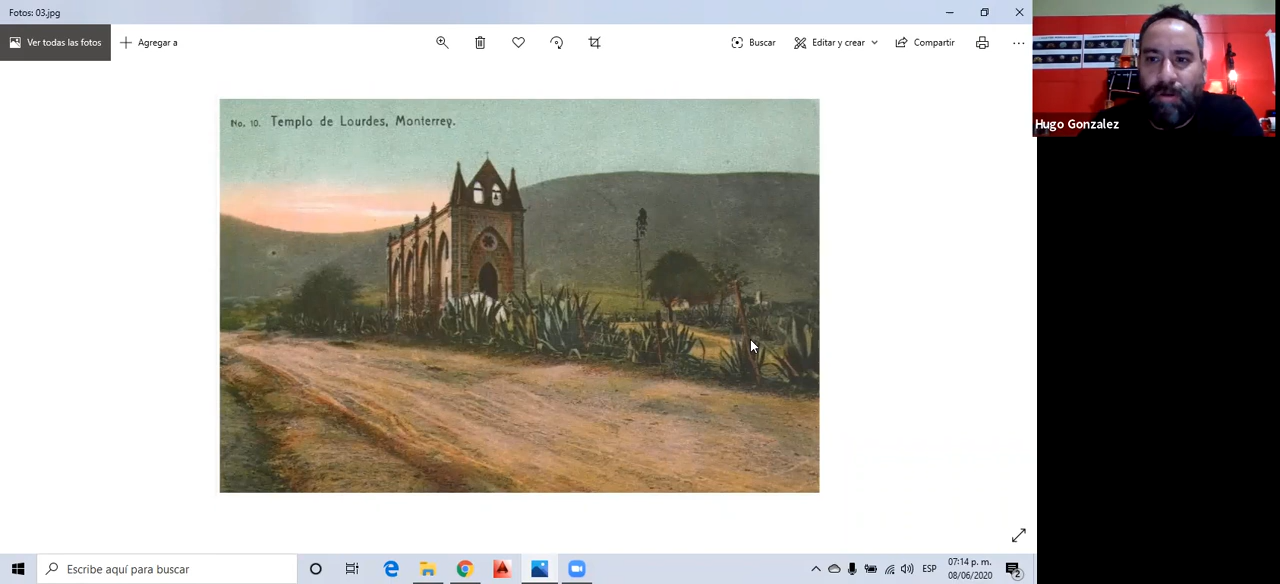 Fotos: 03.jpg
Ver todas las fotos
Agregar a
Buscar
Editar y crear
Compartir
Hugo Gonzalez
No. 10. Templo de Lourdes, Monterrey.
Escribe aquí para buscar
ESP
07:14 p. m.
08/06/2020
2